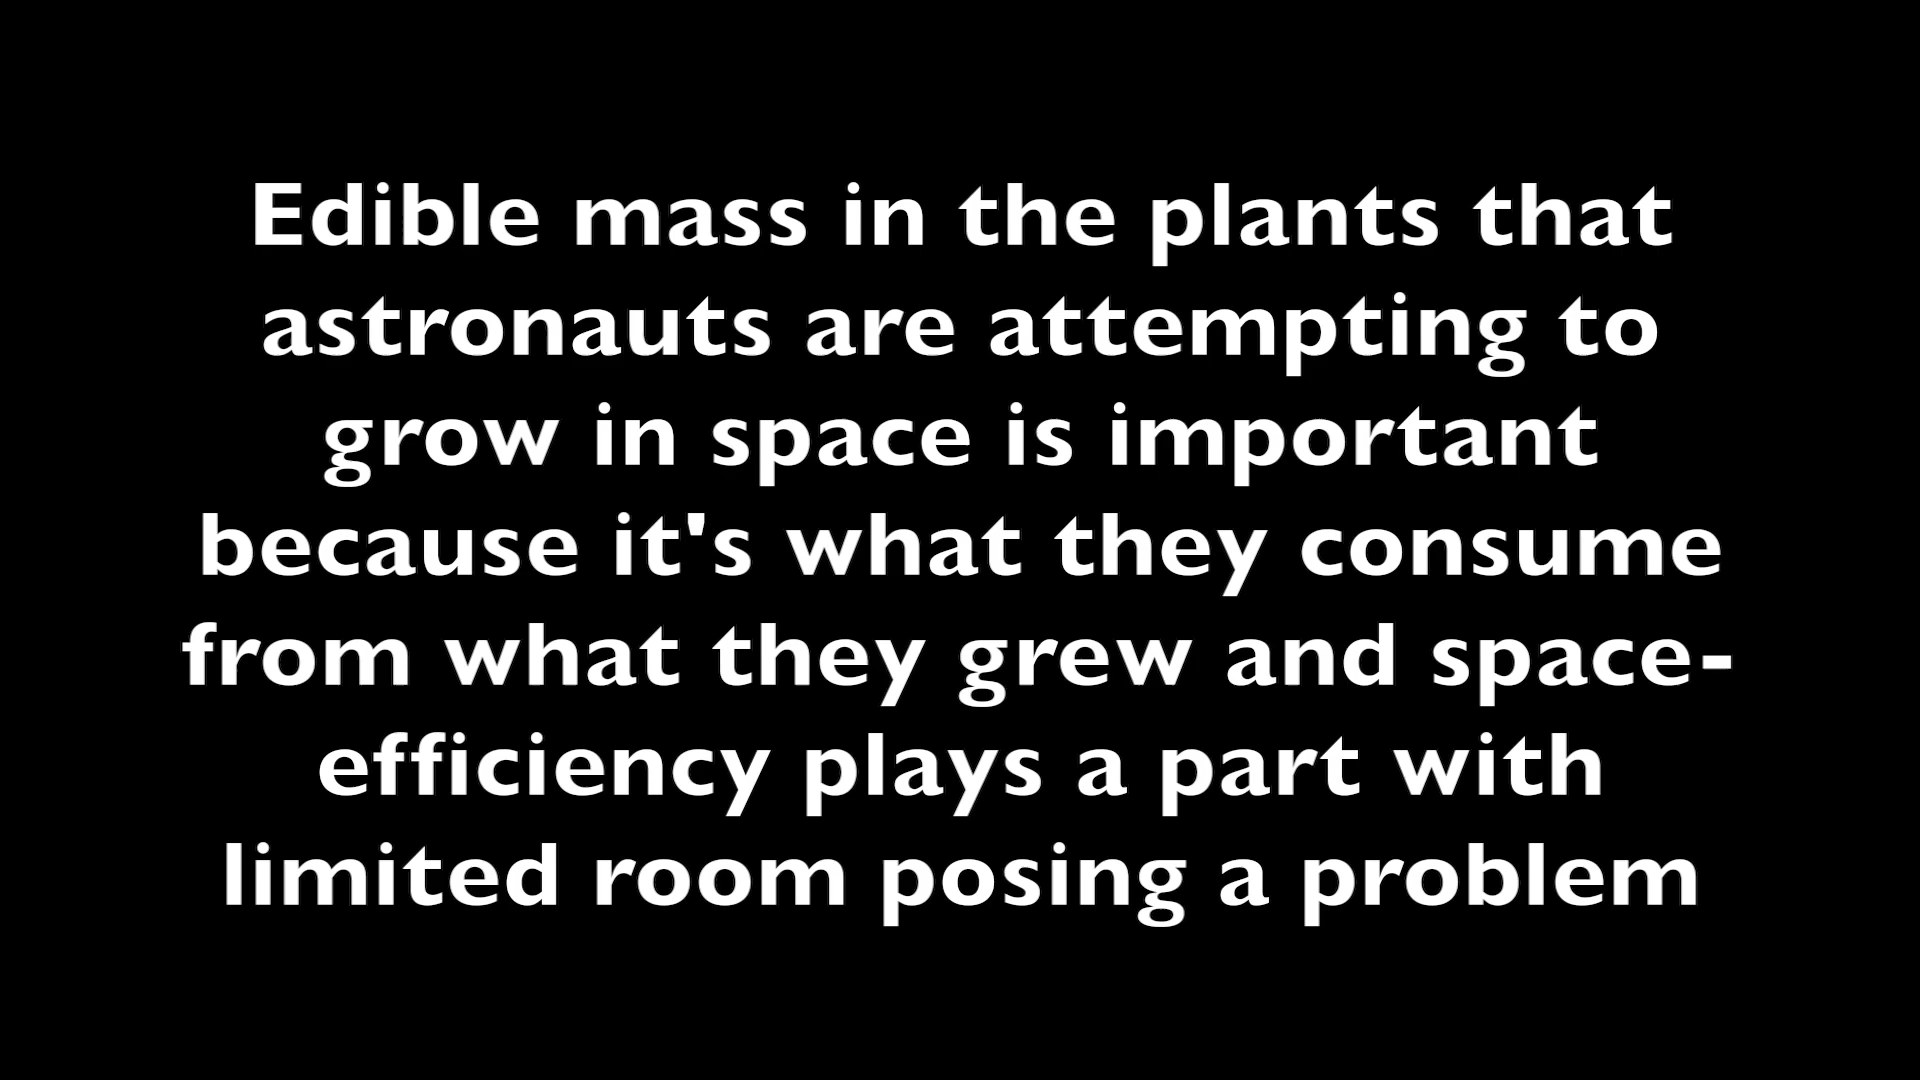 Edible mass in the plants that
astronauts are attempting to
grow in space is important
because it's what they consume
from what they grew and space-
efficiency plays a part with
limited room posing a problem